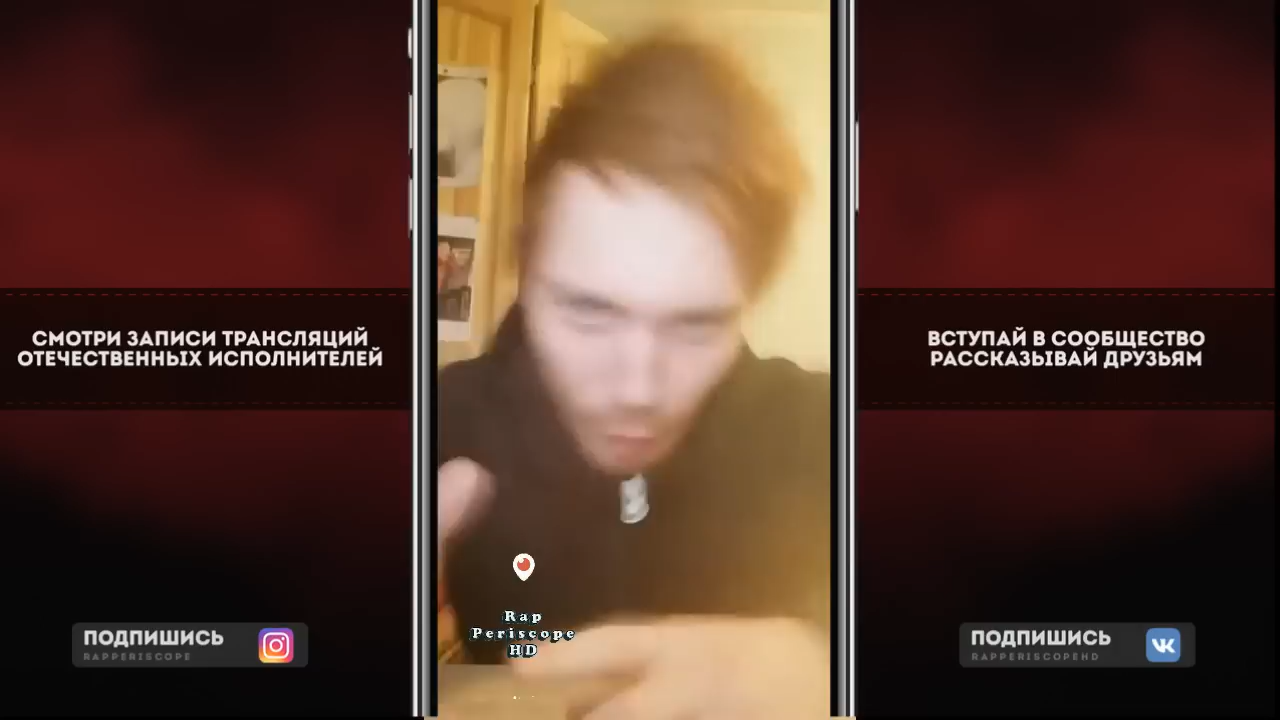 СМОТРИ ЗАПИСИ ТРАНСЛЯЦИЙ
ОТЕЧЕСТВЕННЫХ ИСПОЛНИТЕЛЕЙ
ВСТУПАЙ В СООБЩЕСТВО
РАССКАЗЫВАЙ ДРУЗЬЯМ
Rap
Periscope
HD
ПОДПИШИСЬ
RAPPERISCOPE
ПОДПИШИСЬ
RAPPERISCOPEHD